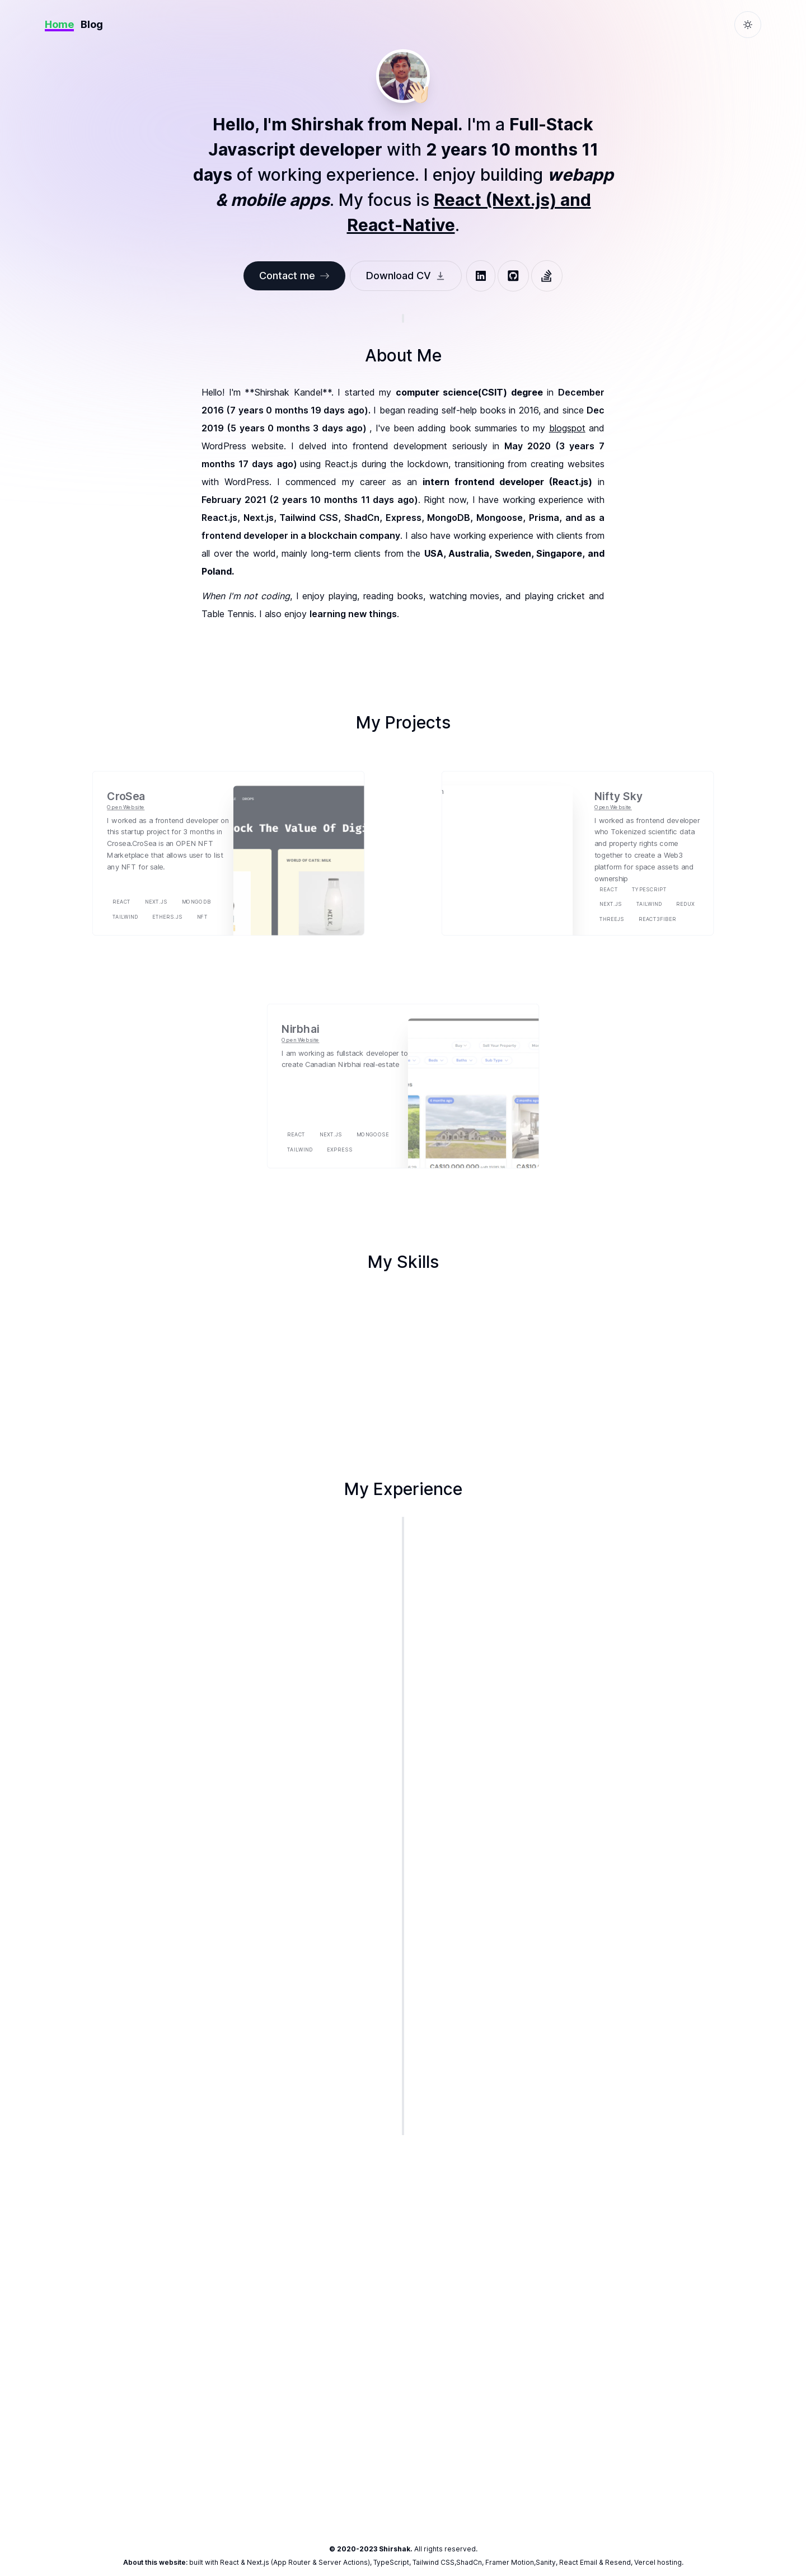 Home Blog
Hello, I'm Shirshak from Nepal. I'm a Full-Stack
Javascript developer with 2 years 10 months 11
days of working experience. I enjoy building webapp
& mobile apps. My focus is React (Next.js) and
React-Native.
Contact me
Download CV
About Me
Hello! I'm **Shirshak Kandel**. I started my computer science(CSIT) degree in December
2016 (7 years 0 months 19 days ago). I began reading self-help books in 2016, and since Dec
2019 (5 years 0 months 3 days ago) , I've been adding book summaries to my blogspot and
WordPress website. I delved into frontend development seriously in May 2020 (3 years 7
months 17 days ago) using React.js during the lockdown, transitioning from creating websites
with WordPress. I commenced my career as an intern frontend developer (React.js) in
February 2021 (2 years 10 months 11 days ago). Right now, I have working experience with
React.js, Next.js, Tailwind CSS, ShadCn, Express, MongoDB, Mongoose, Prisma, and as a
frontend developer in a blockchain company. I also have working experience with clients from
all over the world, mainly long-term clients from the USA, Australia, Sweden, Singapore, and
Poland.
When I'm not coding, I enjoy playing, reading books, watching movies, and playing cricket and
Table Tennis. I also enjoy learning new things.
My Projects
CroSea
Open Website
I worked as a frontend developer on
this startup project for 3 months in
Crosea.CroSea is an OPEN NFT
Marketplace that allows user to list
any NFT for sale.
REACT NEXT.JS MONGODB
TAILWIND ETHERS.JS NFT
ock The Value Of Digi
WORLD OF CATS: MILK
MILK
Nifty Sky
Open Website
I worked as frontend developer
who Tokenized scientific data
and property rights come
together to create a Web3
platform for space assets and
ownership
REACT TYPESCRIPT
NEXT.JS TAILWIND REDUX
THREEJS REACT3FIBER
Nirbhai
Open Website
I am working as fullstack developer to
create Canadian Nirbhai real-estate
REACT NEXT.JS MONGOOSE
TAILWIND EXPRESS
Buy
Sell Your Property
Beds
Baths
Sub Type
My Skills
My Experience
© 2020-2023 Shirshak. All rights reserved.
About this website: built with React & Next.js (App Router & Server Actions), TypeScript, Tailwind CSS,ShadCn, Framer Motion,Sanity, React Email & Resend, Vercel hosting.